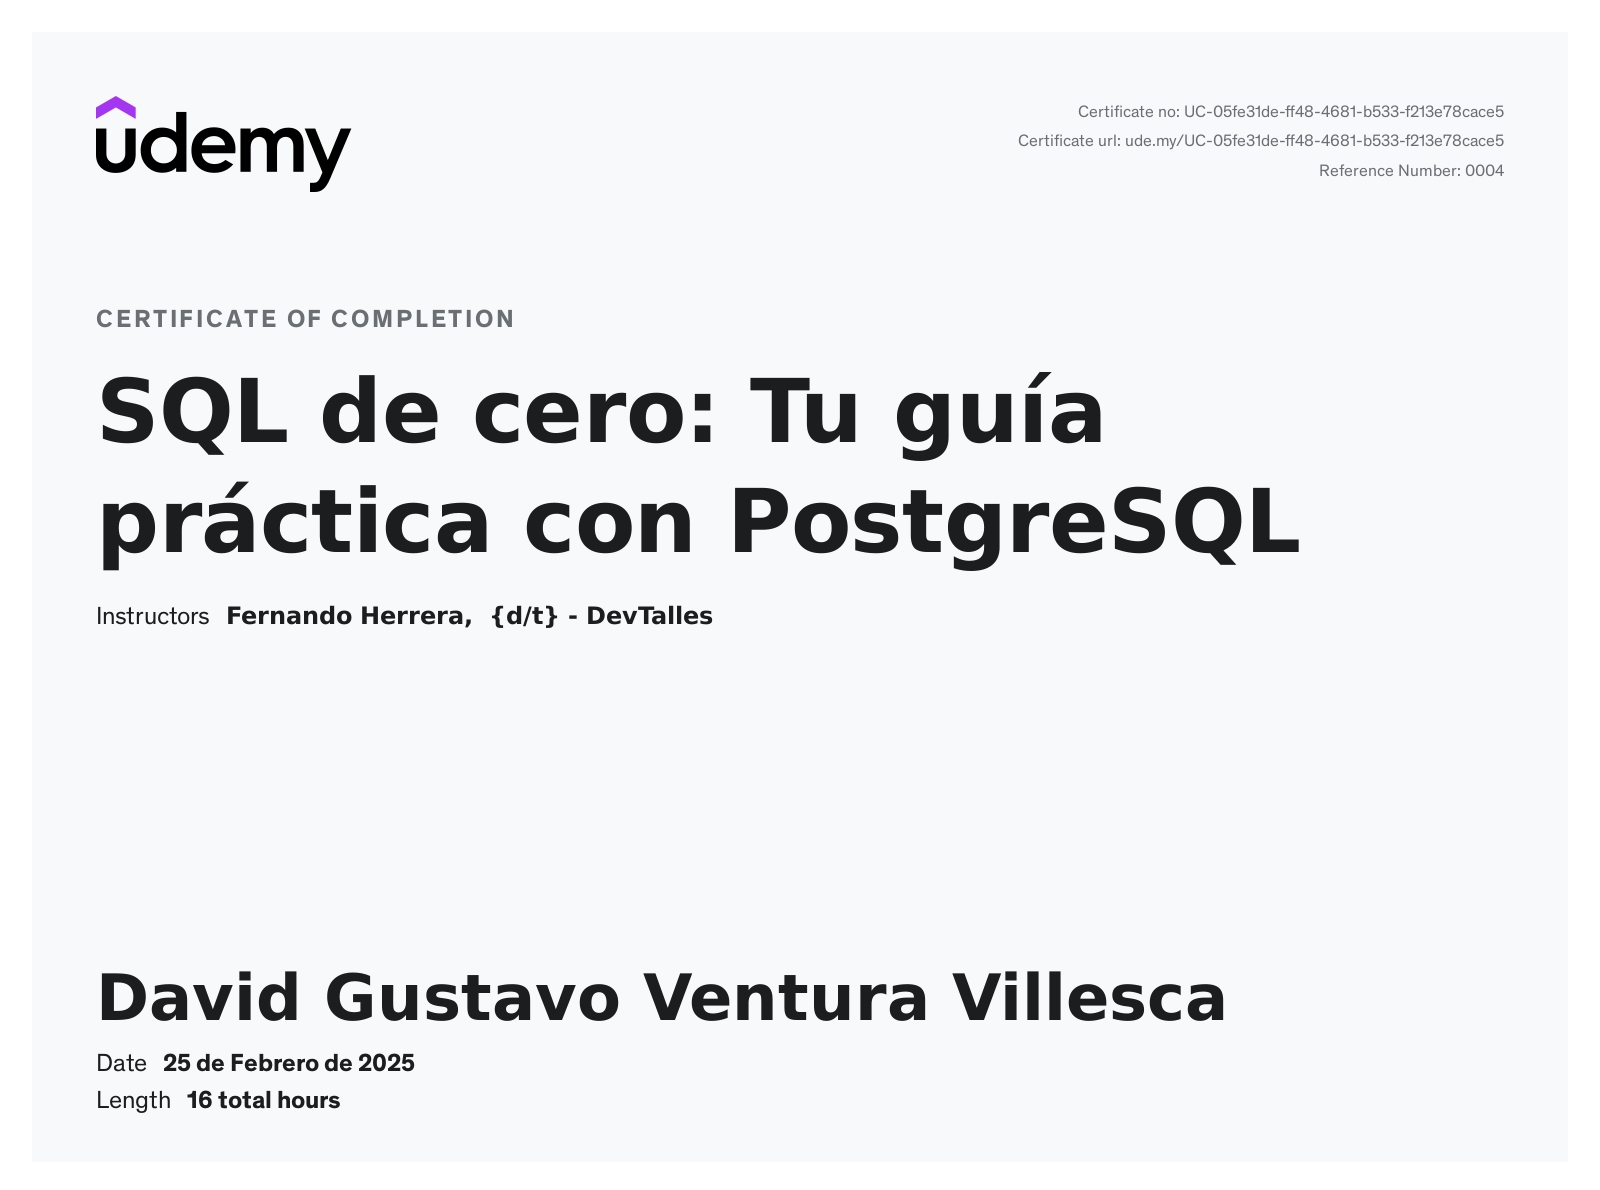 udemy
Certificate no: UC-05fe31de-ff48-4681-b533-f213e78cace5
Certificate url: ude.my/UC-05fe31de-ff48-4681-b533-f213e78cace5
Reference Number: 0004
CERTIFICATE OF COMPLETION
SQL de cero: Tu guía
práctica con PostgreSQL
Instructors Fernando Herrera, {d/t} - DevTalles
David Gustavo Ventura Villesca
Date 25 de Febrero de 2025
Length 16 total hours